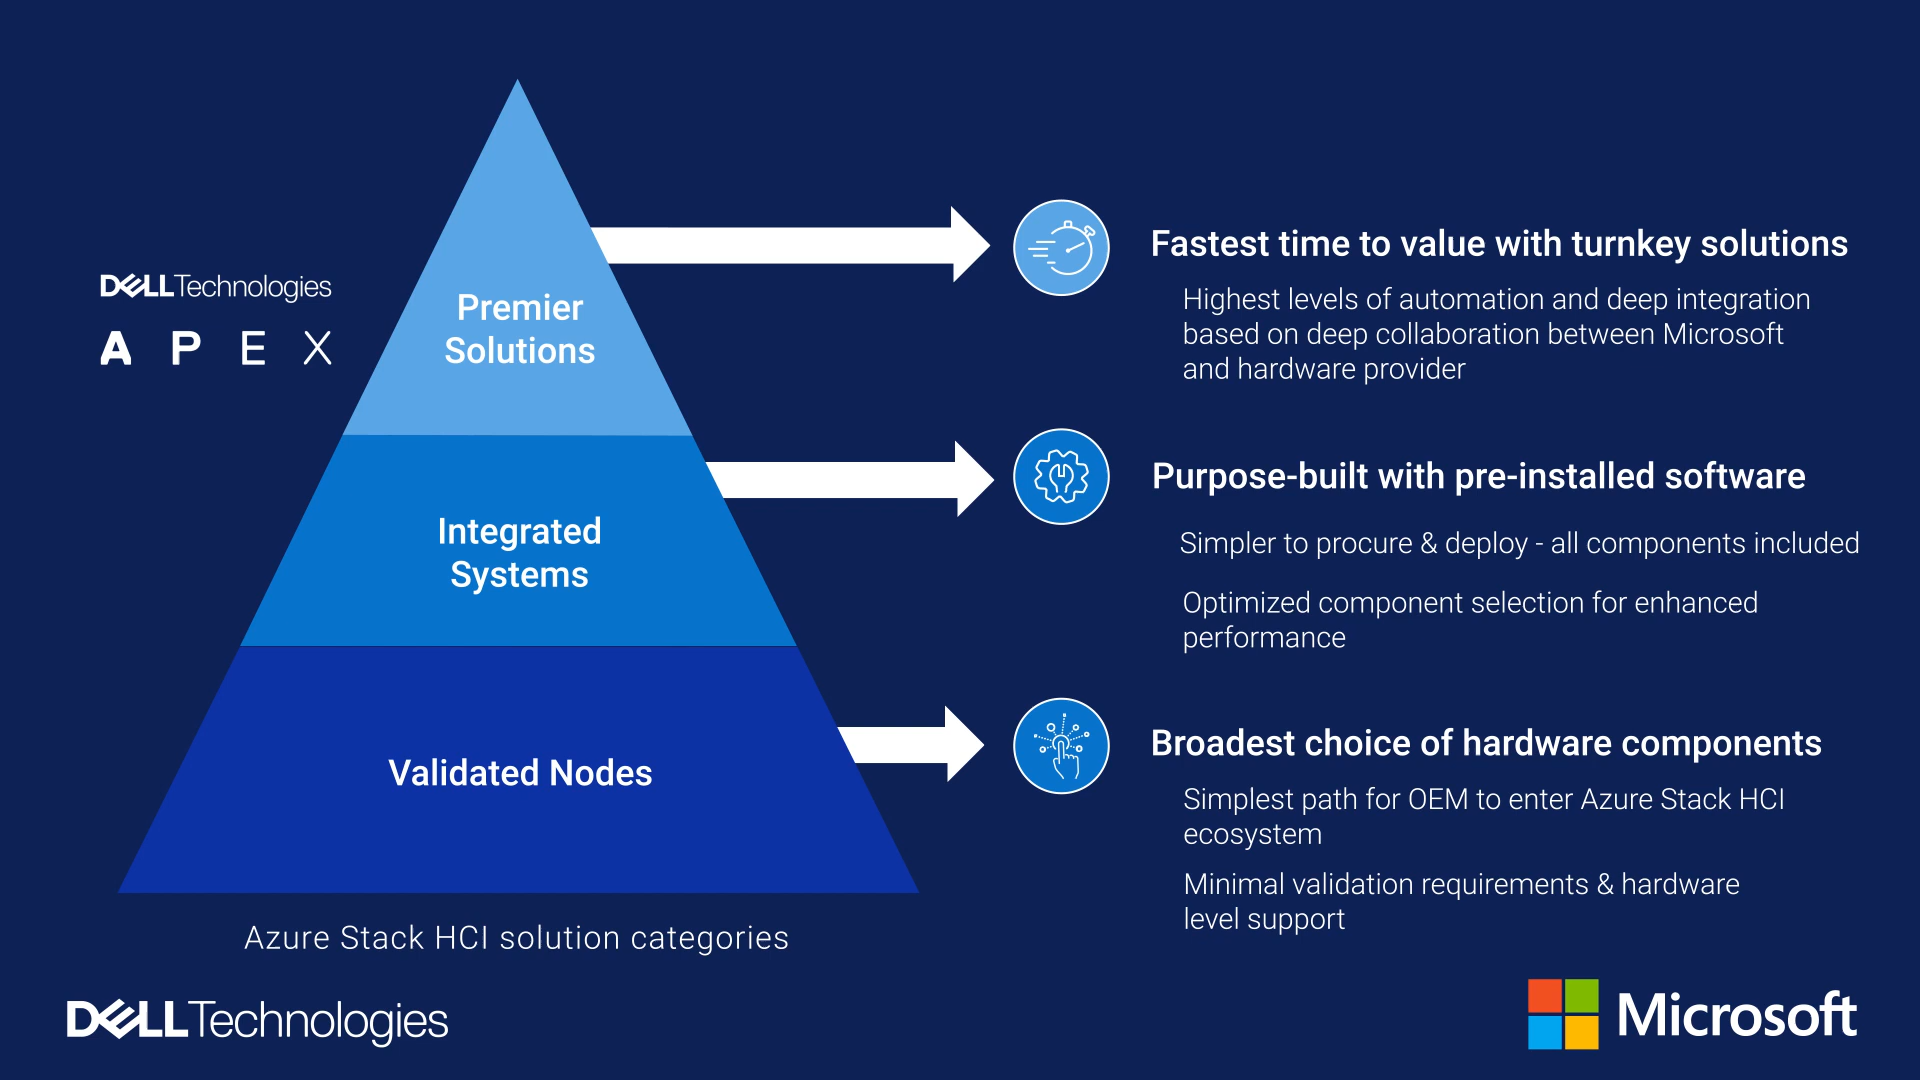 DELLTechnologies
APEX
Premier
Solutions
Integrated
Systems
Validated Nodes
Azure Stack HCI solution categories
Fastest time to value with turnkey solutions
Highest levels of automation and deep integration
based on deep collaboration between Microsoft
and hardware provider
Purpose-built with pre-installed software
Simpler to procure & deploy - all components included
Optimized component selection for enhanced
performance
Broadest choice of hardware components
Simplest path for OEM to enter Azure Stack HCI
ecosystem
Minimal validation requirements & hardware
level support
DELLTechnologies
Microsoft